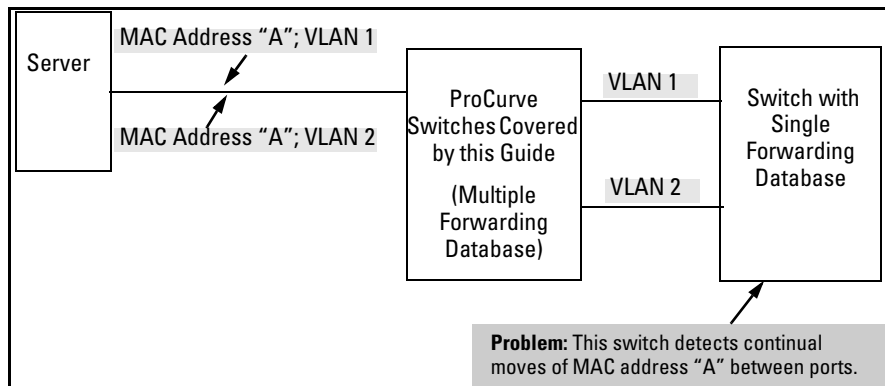 MAC Address “A”; VLAN 1
Server
MAC Address “A”; VLAN 2
ProCurve
Switches Covered
by this Guide
(Multiple
Forwarding
Database)
VLAN 1
VLAN 2
Switch with
Single
Forwarding
Database
Problem: This switch detects continual
moves of MAC address “A” between ports.